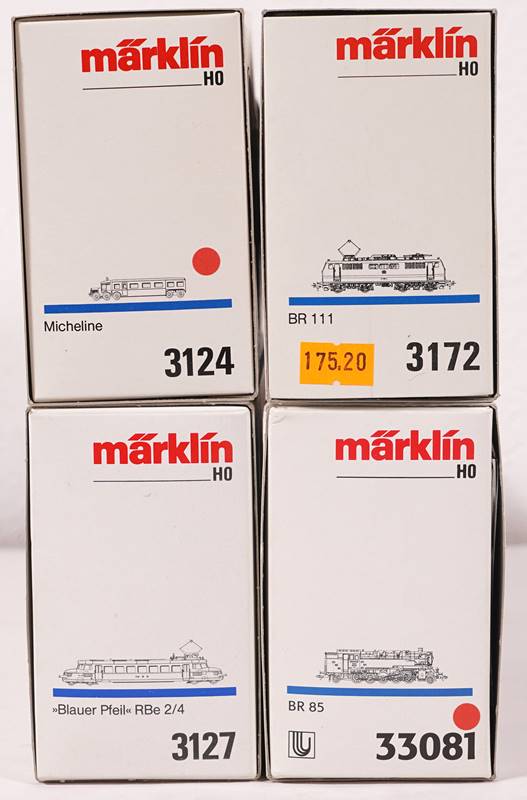 märklin
H0
Micheline
3124
märklin
H0
BR 111
175.20
3172
märklin
H0
»Blauer Pfeil« RBe 2/4
3127
märklin
H0
BR 85
33081